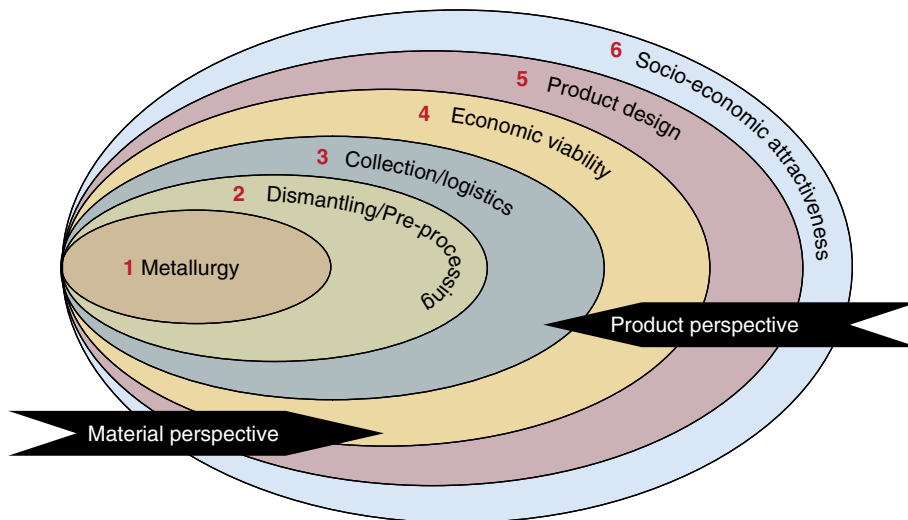 6 Socio-economic attractiveness
5 Product design
4 Economic viability
3 Collection/logistics
2 Dismantling/Pre-processsing
1 Metallurgy
Product perspective
Material perspective